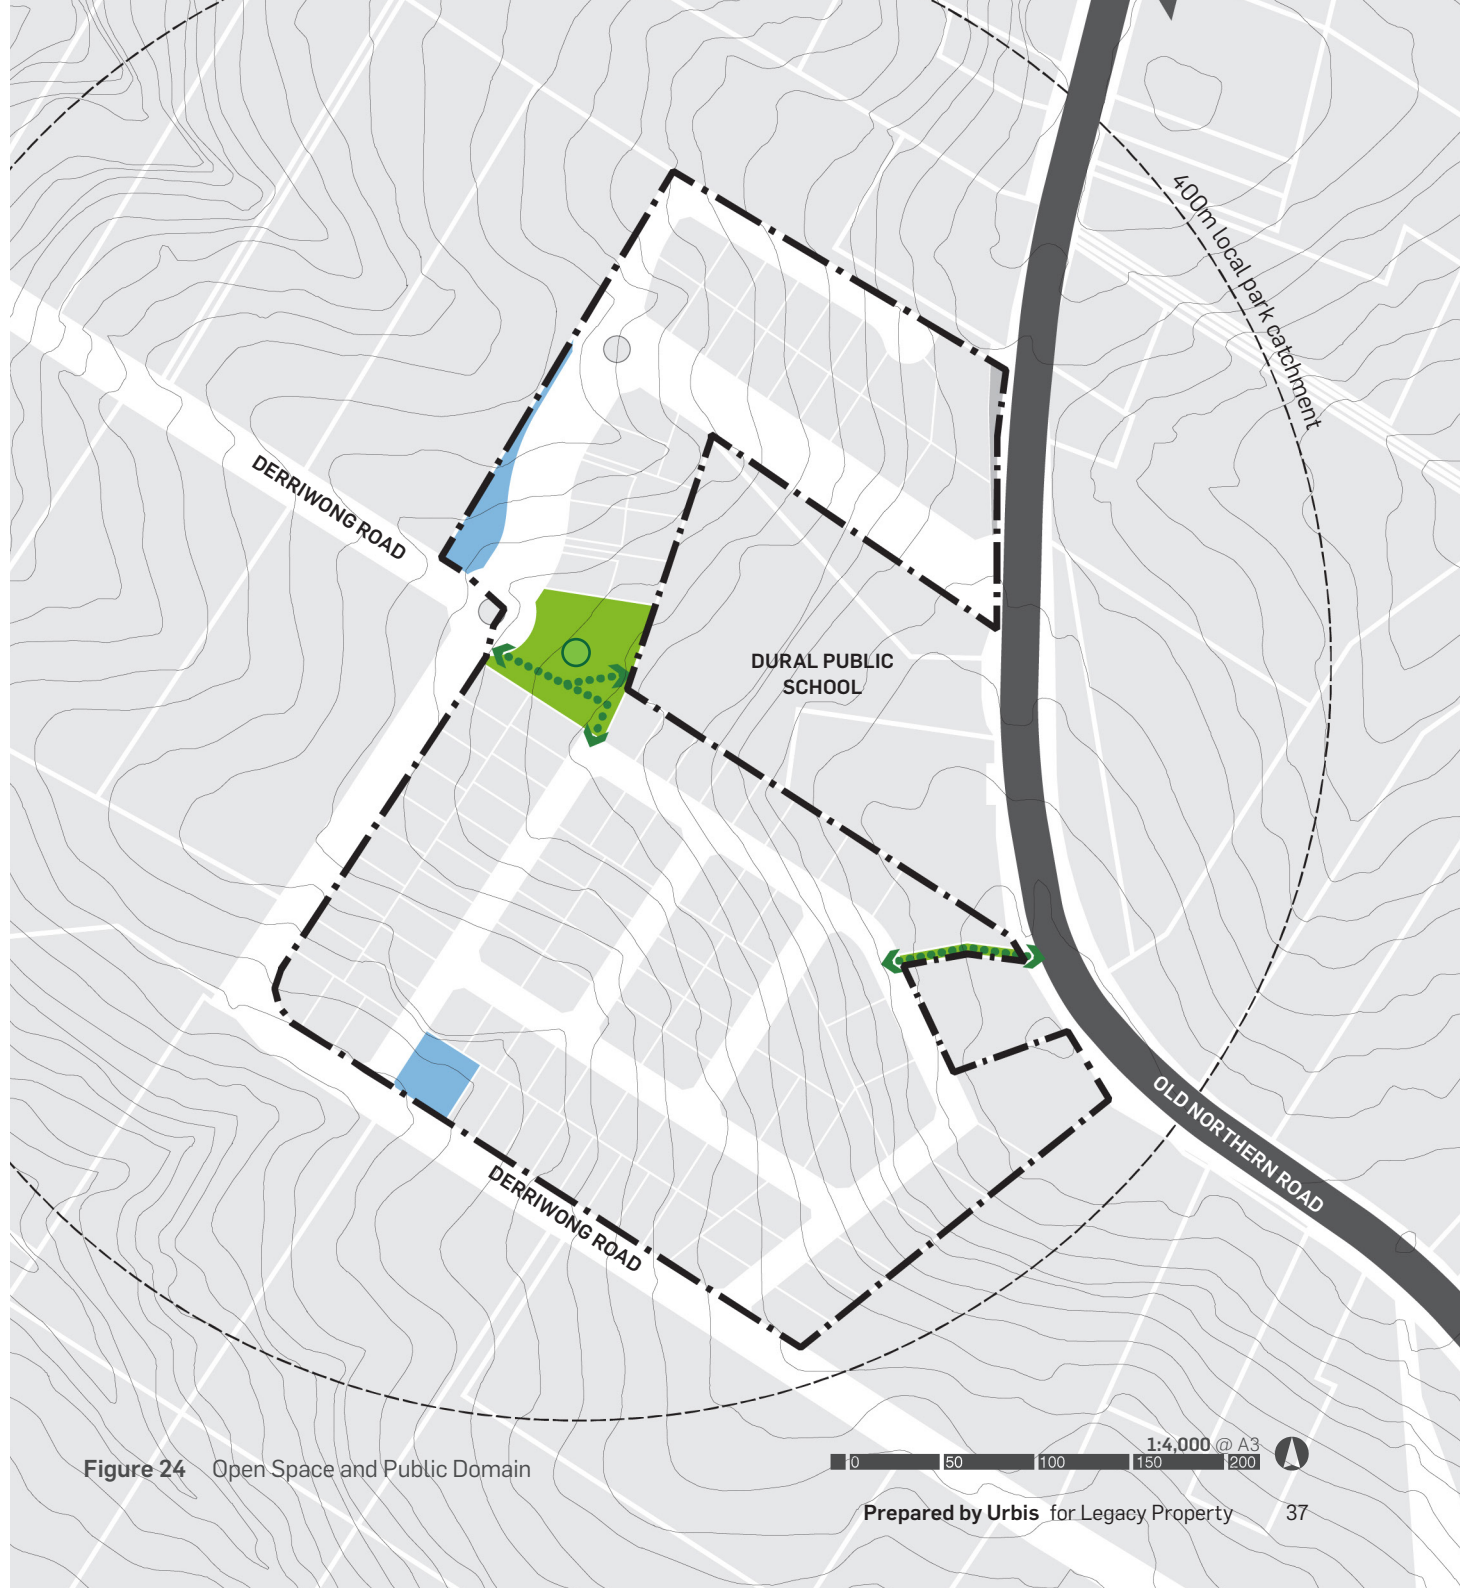 400m local park catchment
DERRIWONG ROAD
DURAL PUBLIC
SCHOOL
OLD NORTHERN ROAD
DERRIWONG ROAD
1:4,000 @ A3
0 50 100 150 200
Figure 24 Open Space and Public Domain
Prepared by Urbis for Legacy Property 37